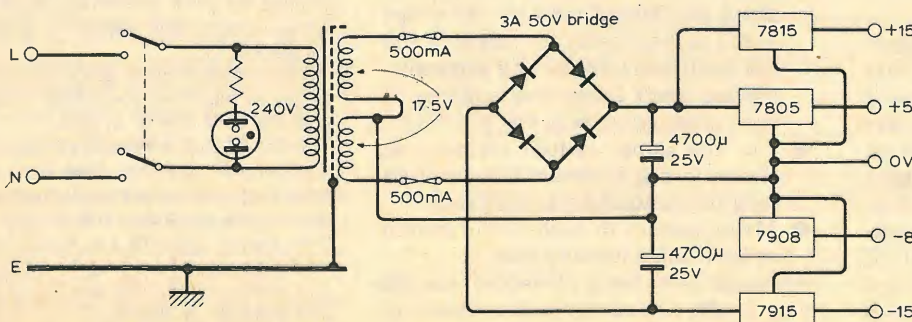 3A 50V bridge
L
N
E
240V
500mA
17·5V
500mA
4700μ
25V
4700μ
25V
7815
7805
7908
7915
+15
+5
0V
-8
-15